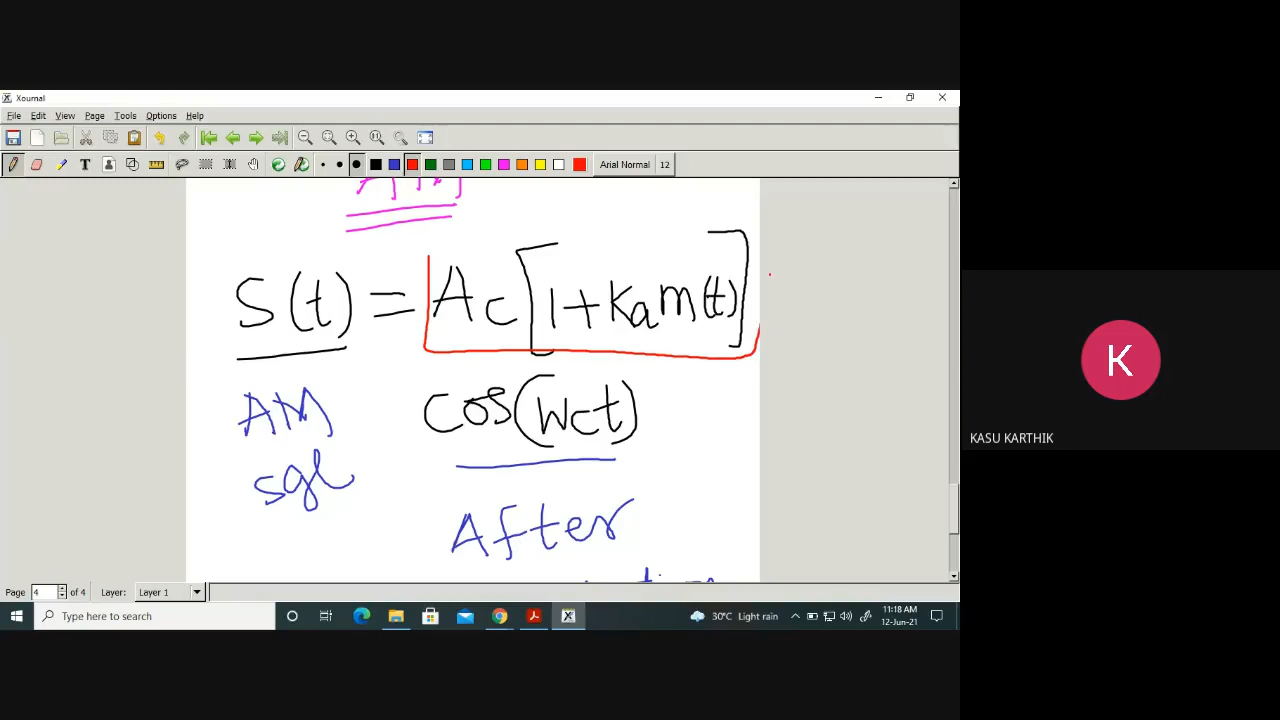 Xournal
File Edit View Page Tools Options Help
Arial Normal 12
S(t) = Ac[1+Kam(t)]
AM cos(Wct)
sgl
After
Page 4 of 4 Layer: Layer 1
Type here to search
30°C Light rain
11:18 AM
12-Jun-21
K
KASU KARTHIK